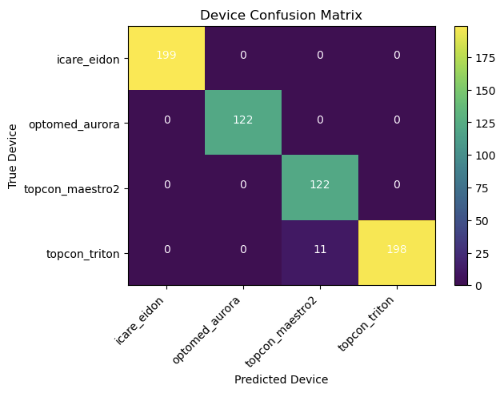 Device Confusion Matrix
True Device
icare_eidon 199 0 0 0
optomed_aurora 0 122 0 0
topcon_maestro2 0 0 122 0
topcon_triton 0 0 11 198
icare_eidon optomed_aurora topcon_maestro2 topcon_triton
Predicted Device
175
150
125
100
75
50
25
0